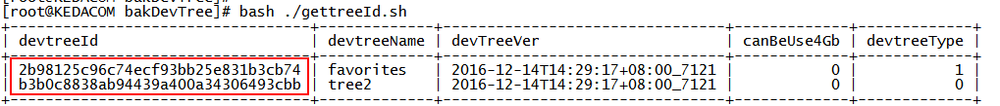 [root@KEDACOM bakDevTree]# bash ./gettreeId.sh
| devtreeId | devtreeName | devTreeVer | canBeUse4Gb | devtreeType |
| 2b98125c96c74ecf93bb25e831b3cb74 | favorites | 2016-12-14T14:29:17+08:00_7121 | 0 | 1 |
| b3b0c8838ab94439a400a34306493cbb | tree2 | 2016-12-14T14:29:17+08:00_7121 | 0 | 0 |